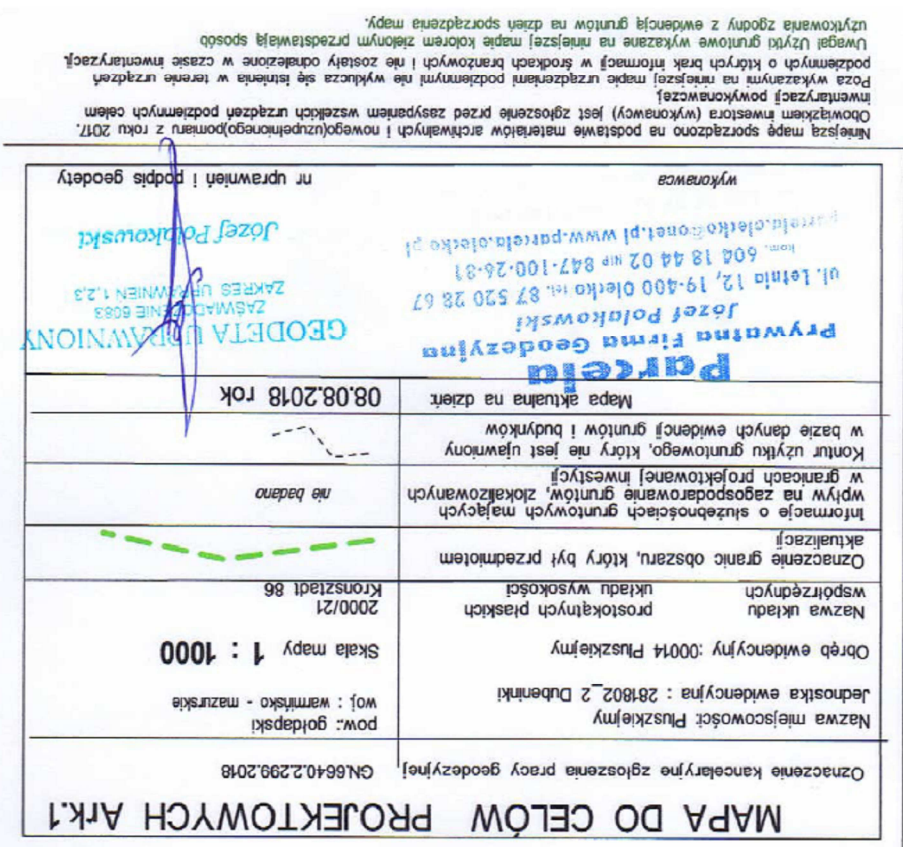 MAPA DO CELÓW PROJEKTOWYCH Ark.1
Oznaczenie kancelaryjne zgłoszenia pracy geodezyjnej GN.6640.2.299.2018
Nazwa miejscowości: Pluszkiejmy
pow.: gołdapski
Jednostka ewidencyjna : 281802_2 Dubeninki
woj : warmińsko - mazurskie
Obręb ewidencyjny :00014 Pluszkiejmy
Skala mapy 1 : 1000
Nazwa układu prostokątnych płaskich 2000/21
współrzędnych układu wysokości Kronsztadt 86
Oznaczenie granic obszaru, który był przedmiotem
aktualizacji
Informacje o służebnościach gruntowych mających
wpływ na zagospodarowanie gruntów, zlokalizowanych
w granicach projektowanej inwestycji
nie badano
Kontur użytku gruntowego, który nie jest ujawniony
w bazie danych ewidencji gruntów i budynków
Mapa aktualna na dzień: 08.08.2018 rok
Parcela
Prywatna Firma Geodezyjna
Józef Polakowski
ul. Letnia 12, 19-400 Olecko tel. 87 520 28 67
kom. 604 18 44 02 NIP 847-100-26-81
parcela.olecko@onet.pl www.parcela.olecko.pl
wykonawca
GEODETA UPRAWNIONY
ZAŚWIADCZENIE 6083
ZAKRES UPRAWNIEŃ 1,2,3
Józef Polakowski
nr uprawnień i podpis geodety
Niniejszą mapę sporządzono na podstawie materiałów archiwalnych i nowego(uzupełnionego)pomiaru z roku 2017.
Obowiązkiem inwestora (wykonawcy) jest zgłoszenie przed zasypaniem wszelkich urządzeń podziemnych celem
inwentaryzacji powykonawczej.
Poza wykazanymi na niniejszej mapie urządzeniami podziemnymi nie wyklucza się istnienia w terenie urządzeń
podziemnych o których brak informacji w środkach branżowych i nie zostały odnalezione w czasie inwentaryzacji.
Uwaga! Użytki gruntowe wykazane na niniejszej mapie kolorem zielonym przedstawiają sposób
użytkowania zgodny z ewidencją gruntów na dzień sporządzenia mapy.